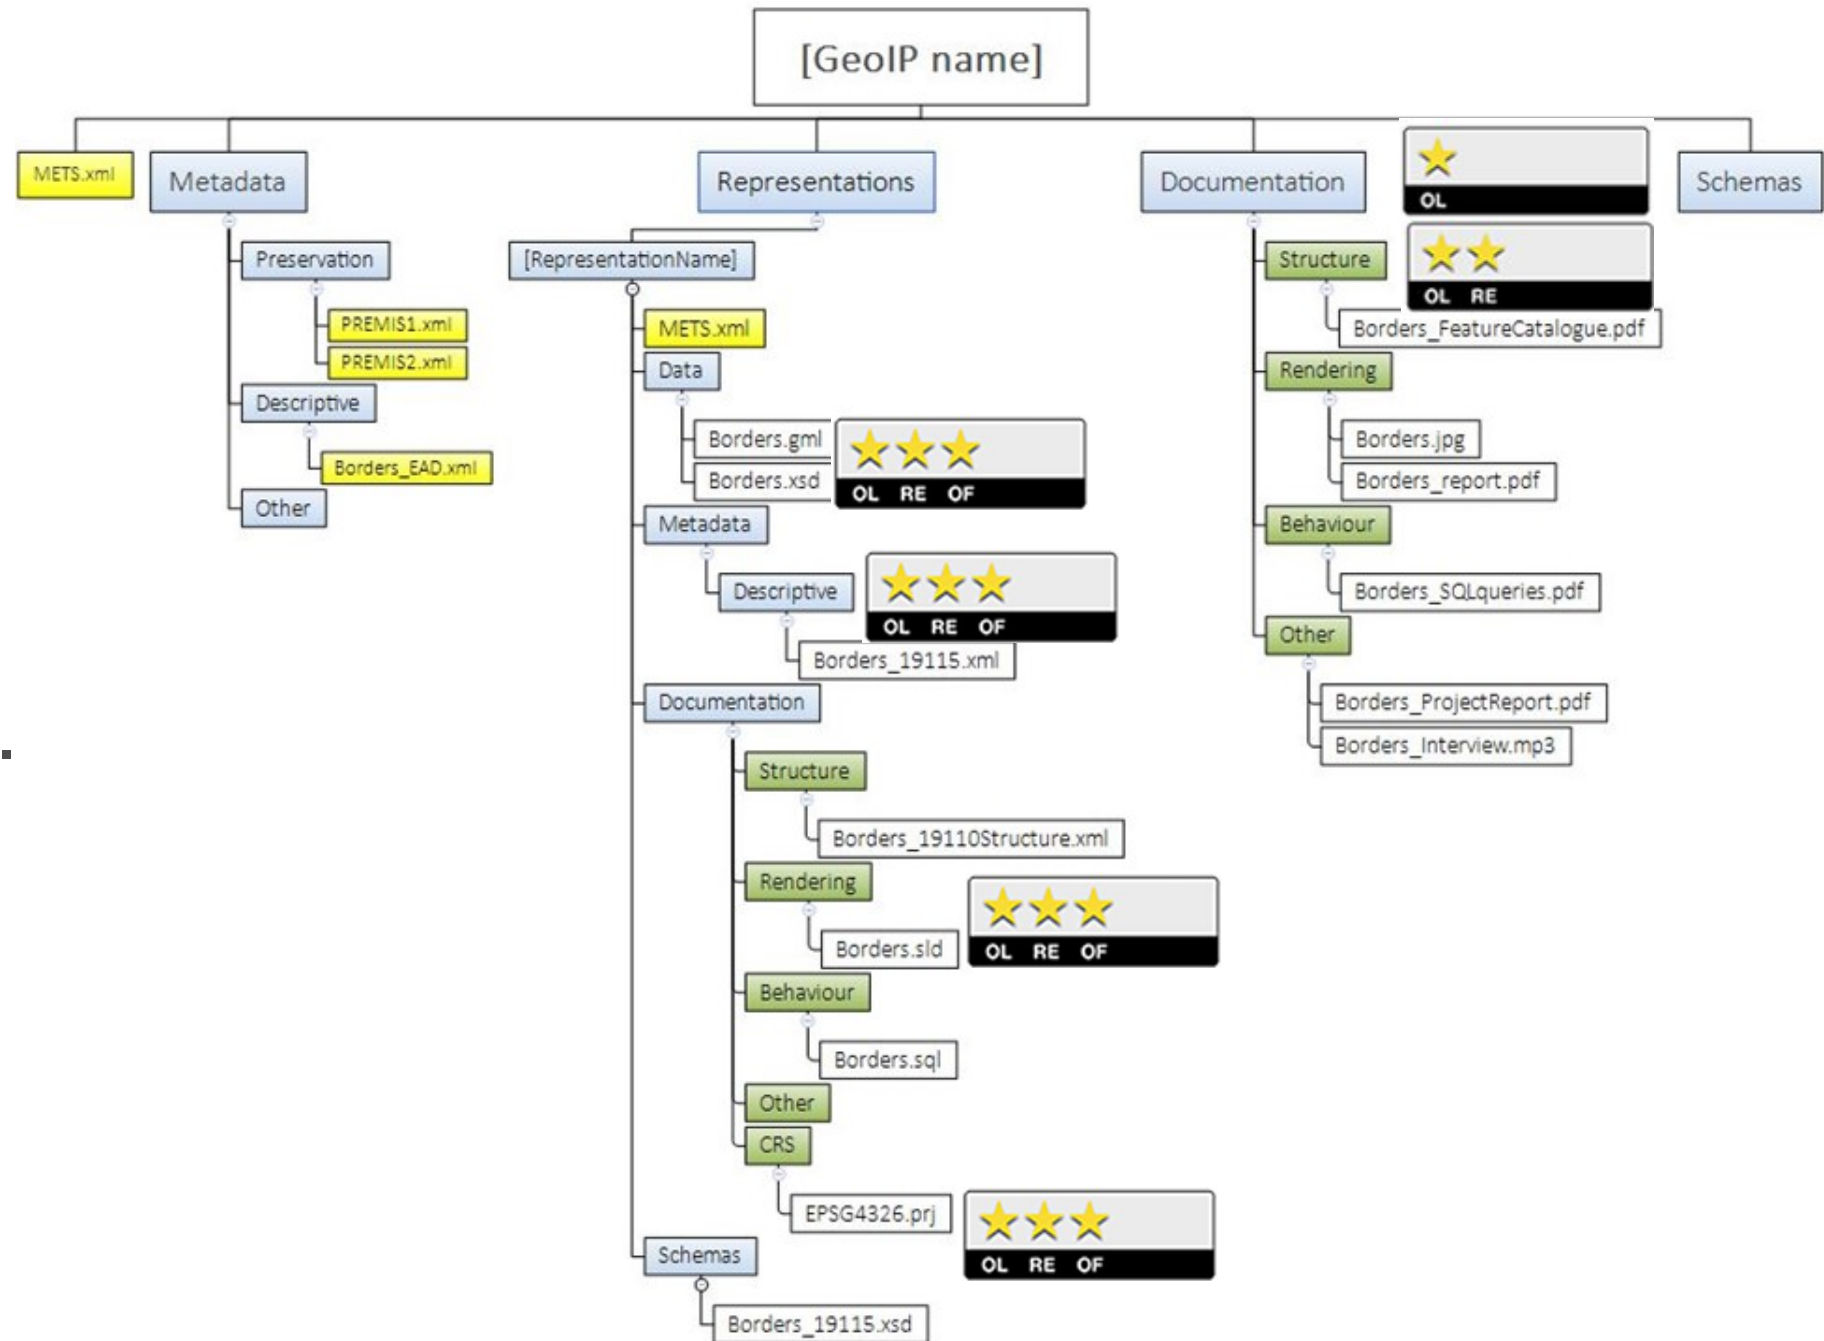 [GeoIP name]
METS.xml
Metadata
Preservation
PREMIS1.xml
PREMIS2.xml
Descriptive
Borders_EAD.xml
Other
Representations
[RepresentationName]
METS.xml
Data
Borders.gml
Borders.xsd
OL RE OF
Metadata
Descriptive
OL RE OF
Borders_19115.xml
Documentation
Structure
Borders_19110Structure.xml
Rendering
Borders.sld
OL RE OF
Behaviour
Borders.sql
Other
CRS
EPSG4326.prj
OL RE OF
Schemas
Borders_19115.xsd
Documentation
OL
Structure
OL RE
Borders_FeatureCatalogue.pdf
Rendering
Borders.jpg
Borders_report.pdf
Behaviour
Borders_SQLqueries.pdf
Other
Borders_ProjectReport.pdf
Borders_Interview.mp3
Schemas